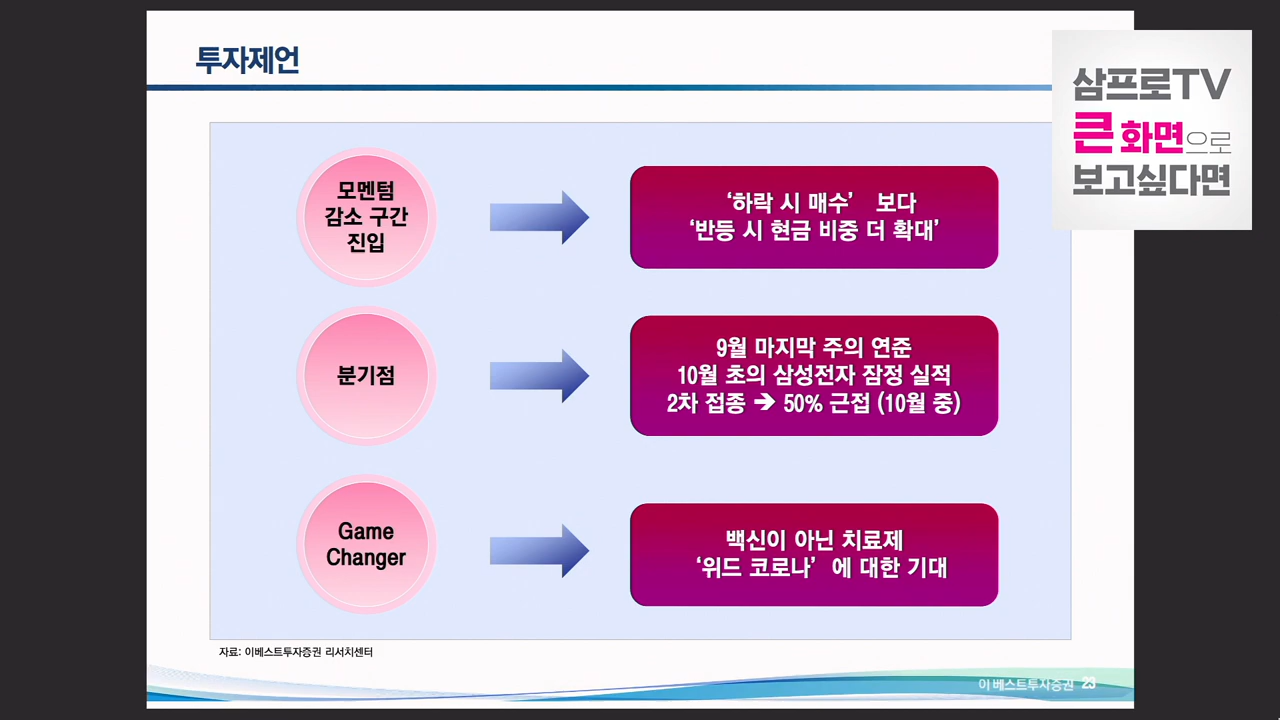 투자제언
삼프로TV
큰 화면으로
보고싶다면
모멘텀
감소 구간
진입
‘하락 시 매수’ 보다
‘반등 시 현금 비중 더 확대’
분기점
9월 마지막 주의 연준
10월 초의 삼성전자 잠정 실적
2차 접종 ➔ 50% 근접 (10월 중)
Game
Changer
백신이 아닌 치료제
‘위드 코로나’에 대한 기대
자료: 이베스트투자증권 리서치센터
이베스트투자증권 23